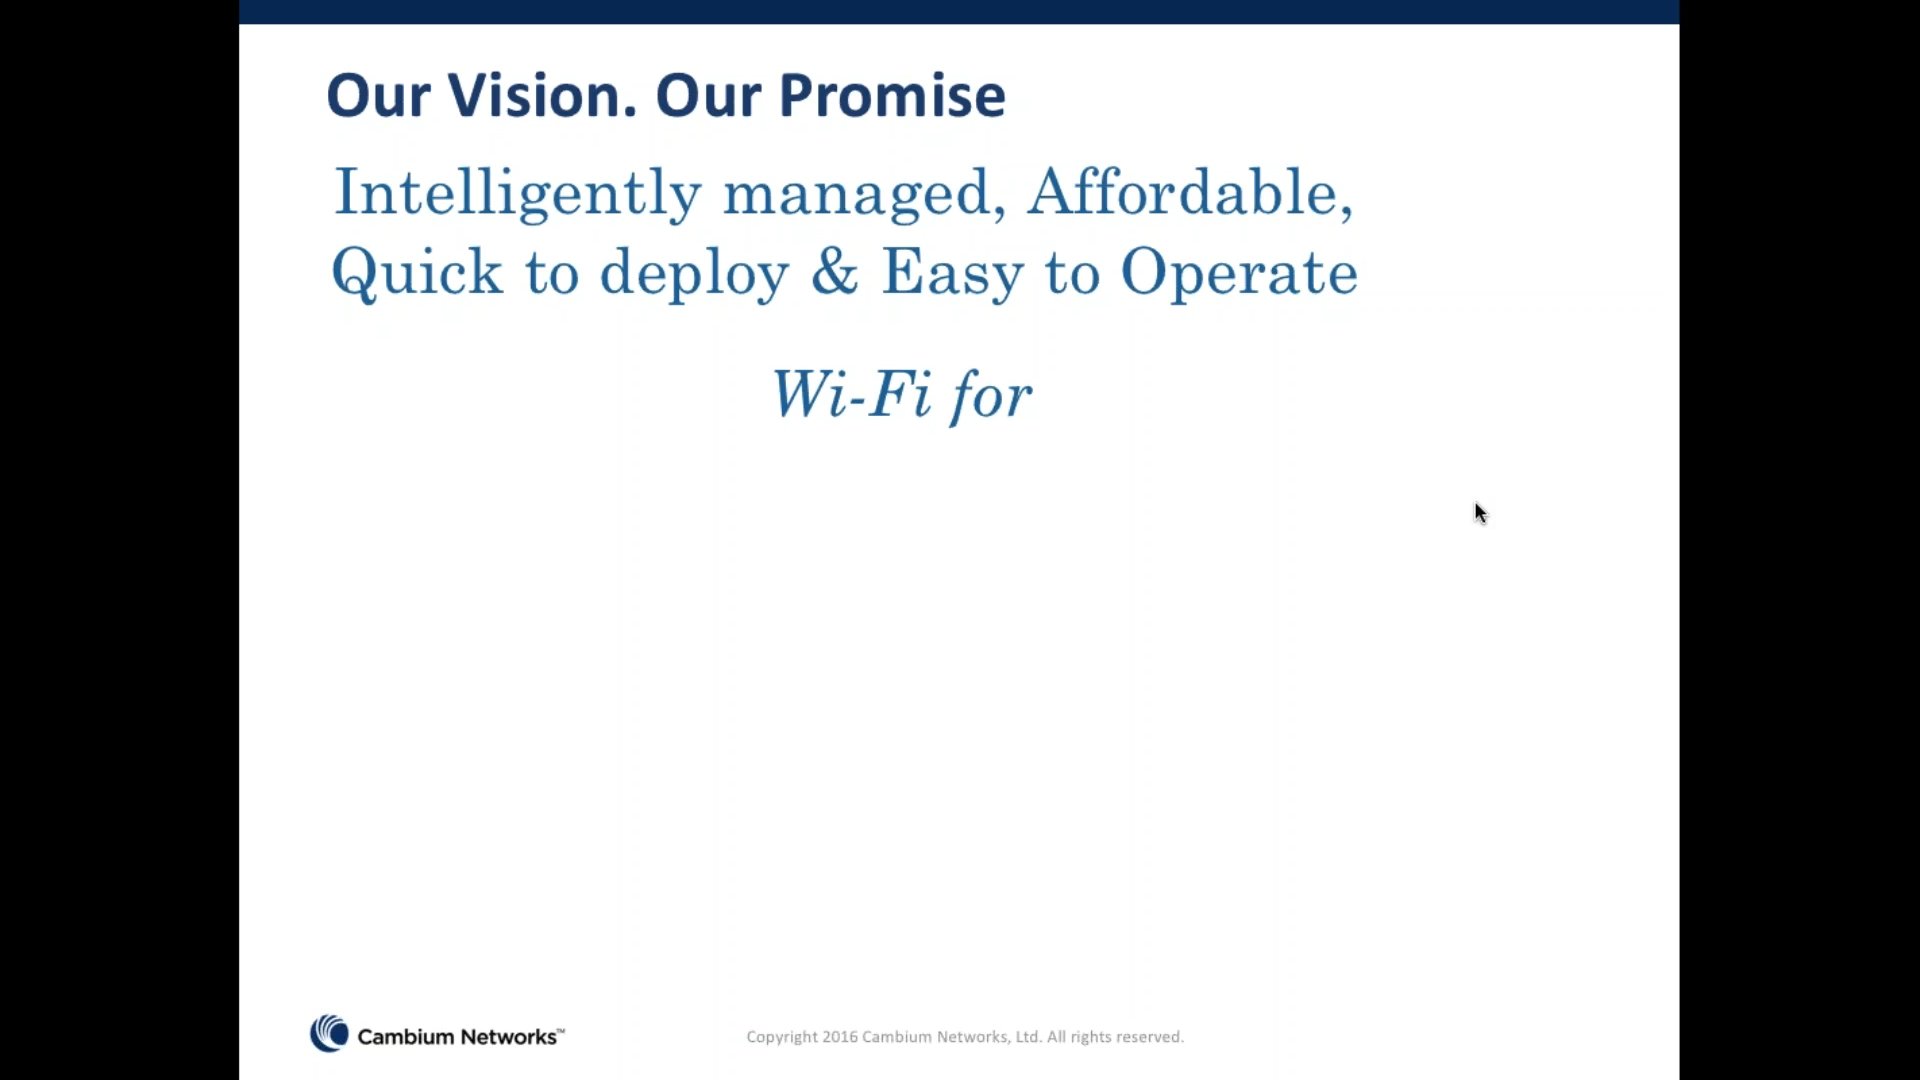 Our Vision. Our Promise
Intelligently managed, Affordable,
Quick to deploy & Easy to Operate
Wi-Fi for
Cambium Networks™
Copyright 2016 Cambium Networks, Ltd. All rights reserved.